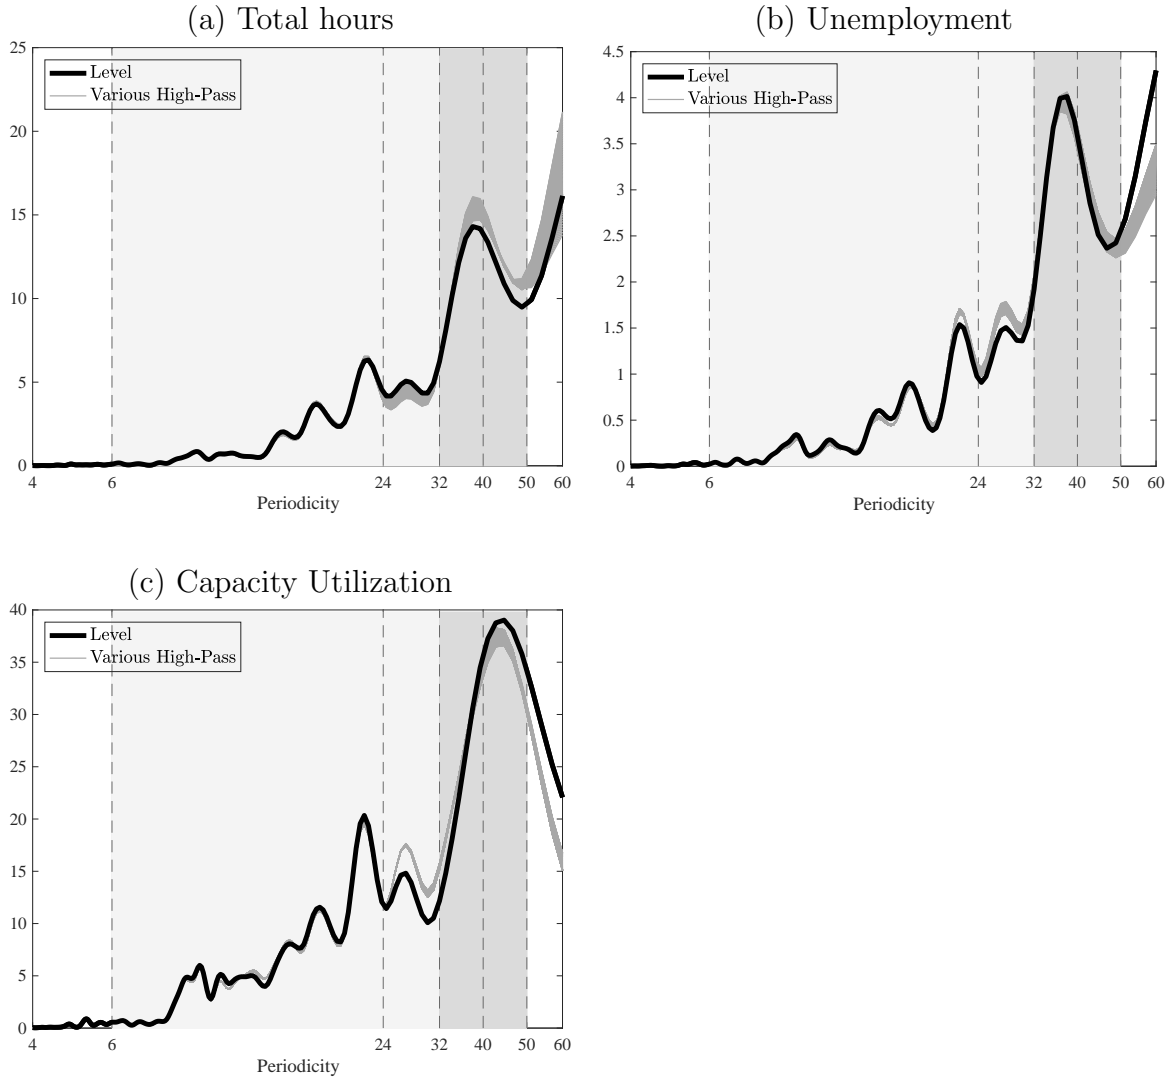 (a) Total hours
25
20
15
10
5
0
Level
Various High-Pass
4 6 24 32 40 50 60
Periodicity
(b) Unemployment
4.5
4
3.5
3
2.5
2
1.5
1
0.5
0
Level
Various High-Pass
4 6 24 32 40 50 60
Periodicity
(c) Capacity Utilization
40
35
30
25
20
15
10
5
0
Level
Various High-Pass
4 6 24 32 40 50 60
Periodicity